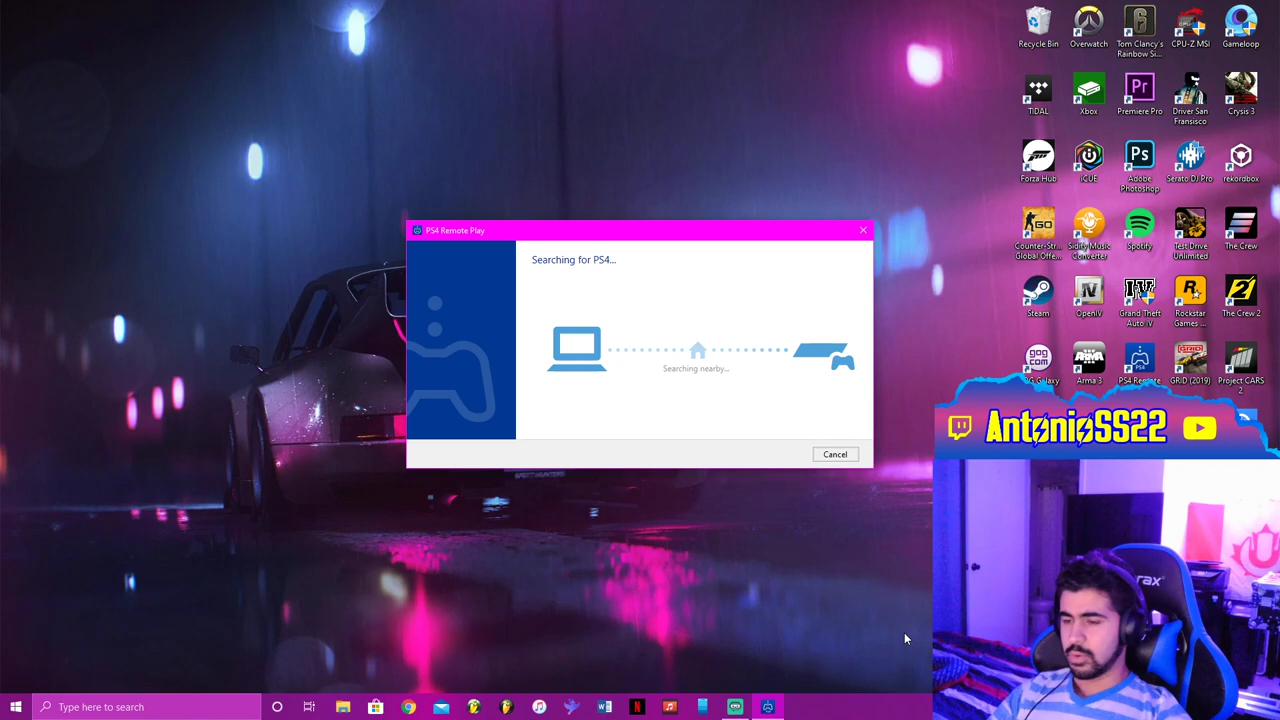 Recycle Bin
Overwatch
Tom Clancy's
Rainbow Si...
CPU-Z MSI
Gameloop
TIDAL
Xbox
Premiere Pro
Driver San
Fransisco
Crysis 3
Forza Hub
iCUE
Adobe
Photoshop
Serato DJ Pro
rekordbox
Counter-Str...
Global Offe...
Sidify Music
Converter
Spotify
Test Drive
Unlimited
The Crew
Steam
OpenIV
Grand Theft
Auto IV
Rockstar
Games ...
The Crew 2
Galaxy
Arma 3
PS4 Remote
GRID (2019)
Project CARS
2
PS4 Remote Play
Searching for PS4...
Searching nearby...
Cancel
AntonioSS22
Type here to search